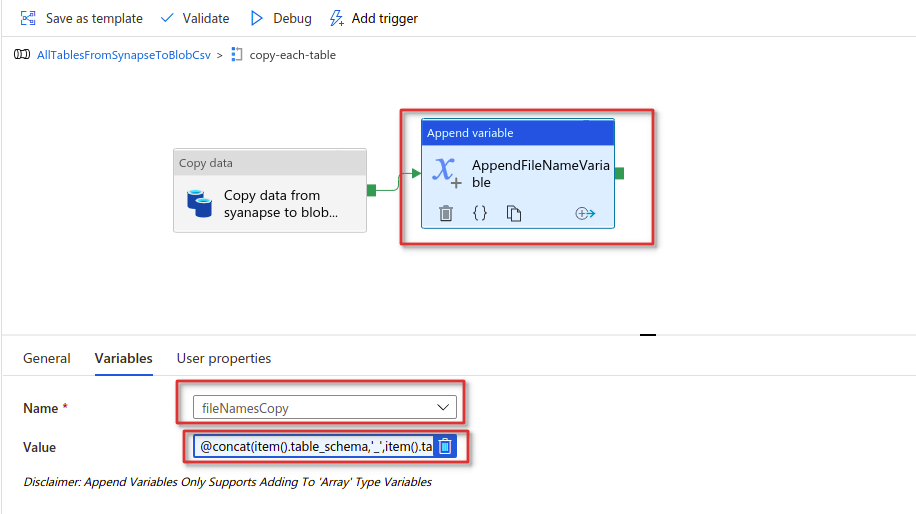 Save as template Validate Debug Add trigger
AllTablesFromSynapseToBlobCsv > copy-each-table
Append variable
Copy data
AppendFileNameVaria
ble
Copy data from
syanapse to blob...
General Variables User properties
Name *
fileNamesCopy
Value
@concat(item().table_schema,'_',item().ta
Disclaimer: Append Variables Only Supports Adding To 'Array' Type Variables